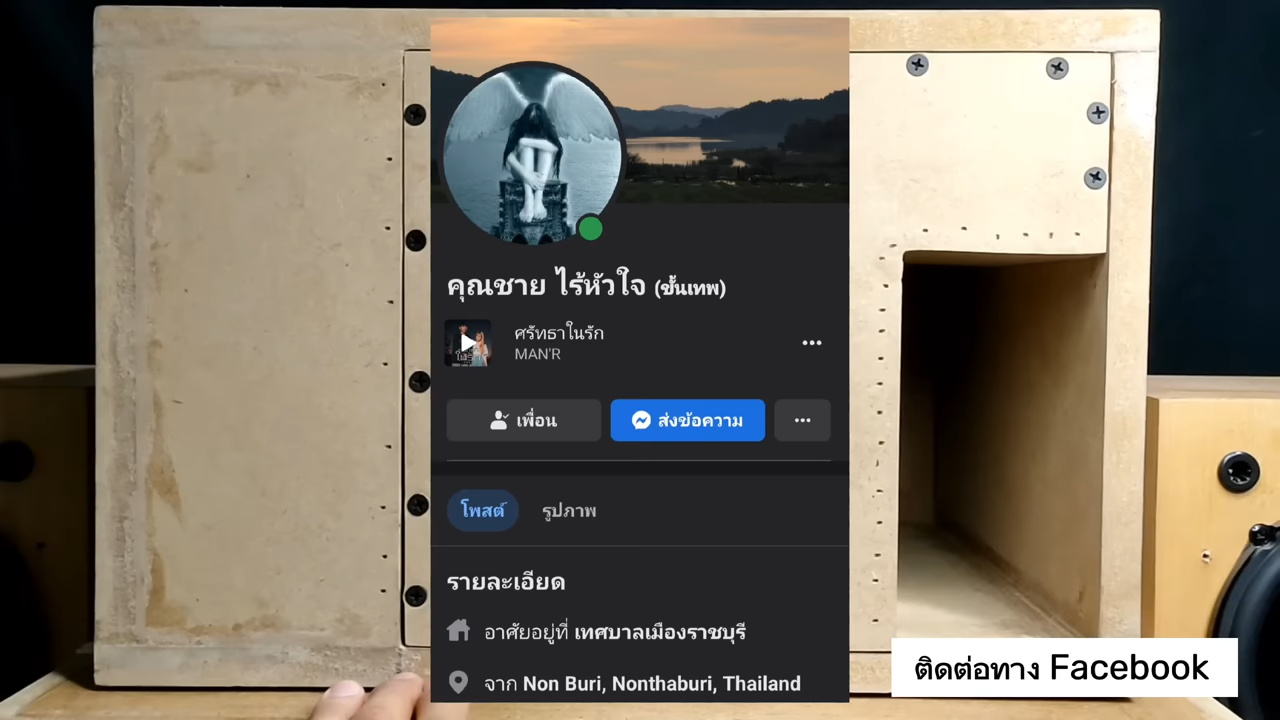 คุณชาย ไร้หัวใจ (ชั้นเทพ)
ศรัทธาในรัก
MAN'R
เพื่อน
ส่งข้อความ
โพสต์
รูปภาพ
รายละเอียด
อาศัยอยู่ที่ เทศบาลเมืองราชบุรี
จาก Non Buri, Nonthaburi, Thailand
ติดต่อทาง Facebook